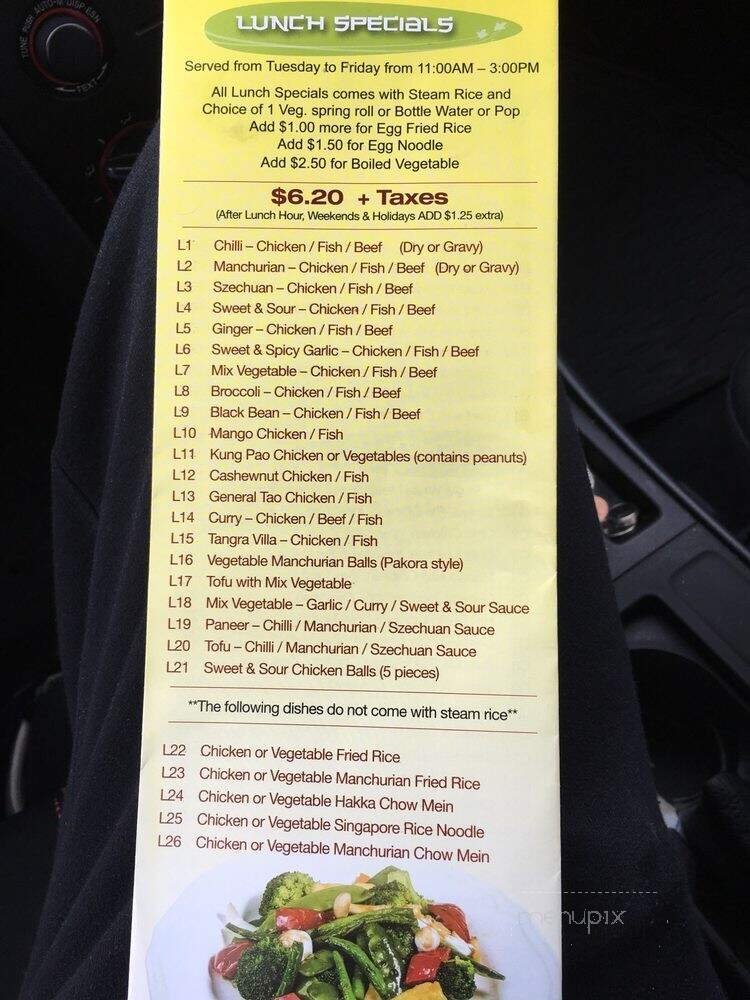 TUNE PUSH AUTO-M DISP ESN
TEXT
LUNCH SPECIALS
Served from Tuesday to Friday from 11:00AM – 3:00PM
All Lunch Specials comes with Steam Rice and
Choice of 1 Veg. spring roll or Bottle Water or Pop
Add $1.00 more for Egg Fried Rice
Add $1.50 for Egg Noodle
Add $2.50 for Boiled Vegetable
$6.20 + Taxes
(After Lunch Hour, Weekends & Holidays ADD $1.25 extra)
L1 Chilli – Chicken / Fish / Beef (Dry or Gravy)
L2 Manchurian – Chicken / Fish / Beef (Dry or Gravy)
L3 Szechuan – Chicken / Fish / Beef
L4 Sweet & Sour – Chicken / Fish / Beef
L5 Ginger – Chicken / Fish / Beef
L6 Sweet & Spicy Garlic – Chicken / Fish / Beef
L7 Mix Vegetable – Chicken / Fish / Beef
L8 Broccoli – Chicken / Fish / Beef
L9 Black Bean – Chicken / Fish / Beef
L10 Mango Chicken / Fish
L11 Kung Pao Chicken or Vegetables (contains peanuts)
L12 Cashewnut Chicken / Fish
L13 General Tao Chicken / Fish
L14 Curry – Chicken / Beef / Fish
L15 Tangra Villa – Chicken / Fish
L16 Vegetable Manchurian Balls (Pakora style)
L17 Tofu with Mix Vegetable
L18 Mix Vegetable – Garlic / Curry / Sweet & Sour Sauce
L19 Paneer – Chilli / Manchurian / Szechuan Sauce
L20 Tofu – Chilli / Manchurian / Szechuan Sauce
L21 Sweet & Sour Chicken Balls (5 pieces)
**The following dishes do not come with steam rice**
L22 Chicken or Vegetable Fried Rice
L23 Chicken or Vegetable Manchurian Fried Rice
L24 Chicken or Vegetable Hakka Chow Mein
L25 Chicken or Vegetable Singapore Rice Noodle
L26 Chicken or Vegetable Manchurian Chow Mein
menupix